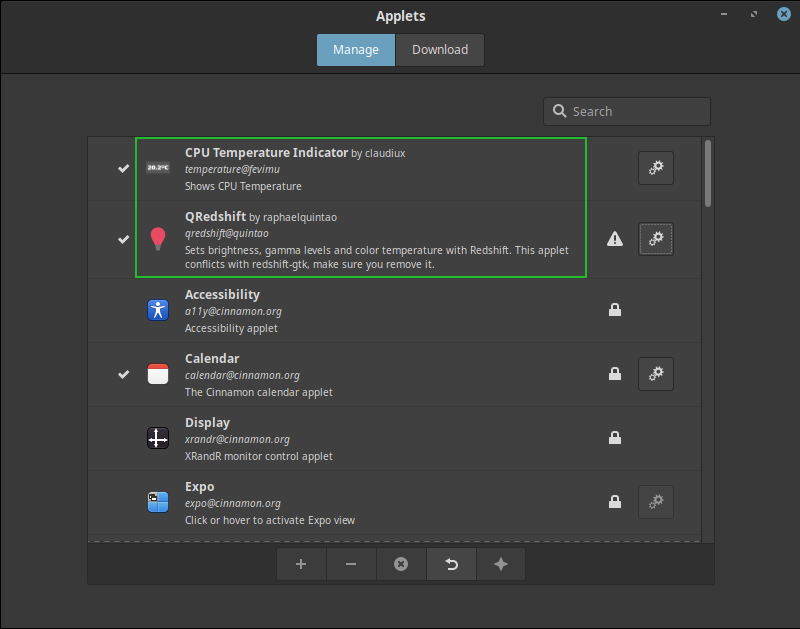 Applets
Manage
Download
Search
20.2°C
CPU Temperature Indicator by claudiux
temperature@fevimu
Shows CPU Temperature
QRedshift by raphaelquintao
qredshift@quintao
Sets brightness, gamma levels and color temperature with Redshift. This applet
conflicts with redshift-gtk, make sure you remove it.
Accessibility
a11y@cinnamon.org
Accessibility applet
Calendar
calendar@cinnamon.org
The Cinnamon calendar applet
Display
xrandr@cinnamon.org
XRandR monitor control applet
Expo
expo@cinnamon.org
Click or hover to activate Expo view